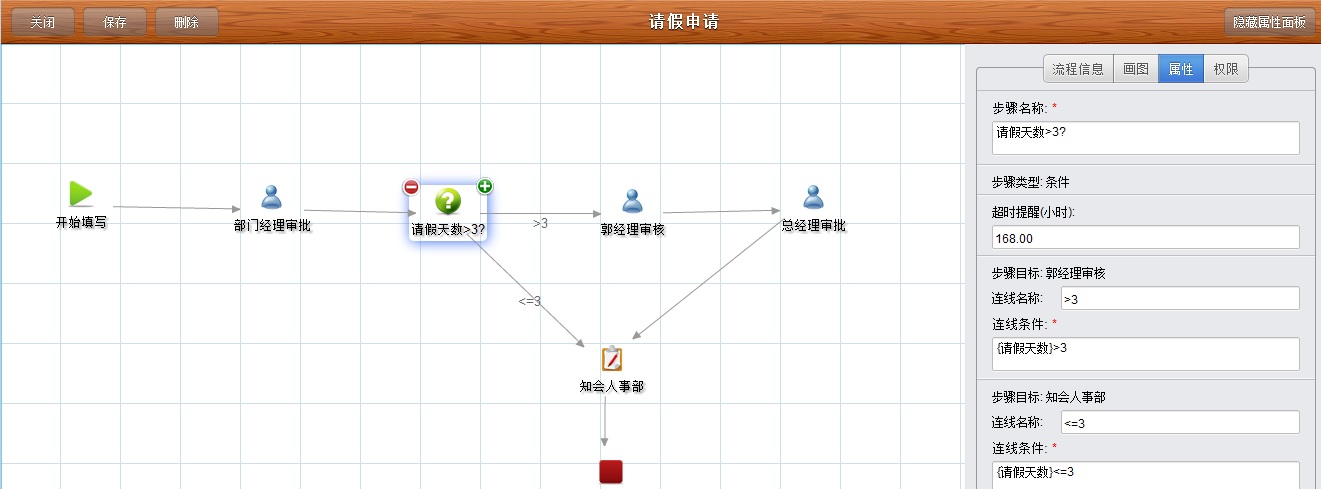 关闭 保存 删除 请假申请 隐藏属性面板
流程信息 画图 属性 权限
步骤名称: *
请假天数>3?
步骤类型: 条件
超时提醒(小时):
168.00
步骤目标: 郭经理审核
连线名称: >3
连线条件: *
{请假天数}>3
步骤目标: 知会人事部
连线名称: <=3
连线条件: *
{请假天数}<=3
开始填写
部门经理审批
请假天数>3?
>3
郭经理审核
总经理审批
<=3
知会人事部